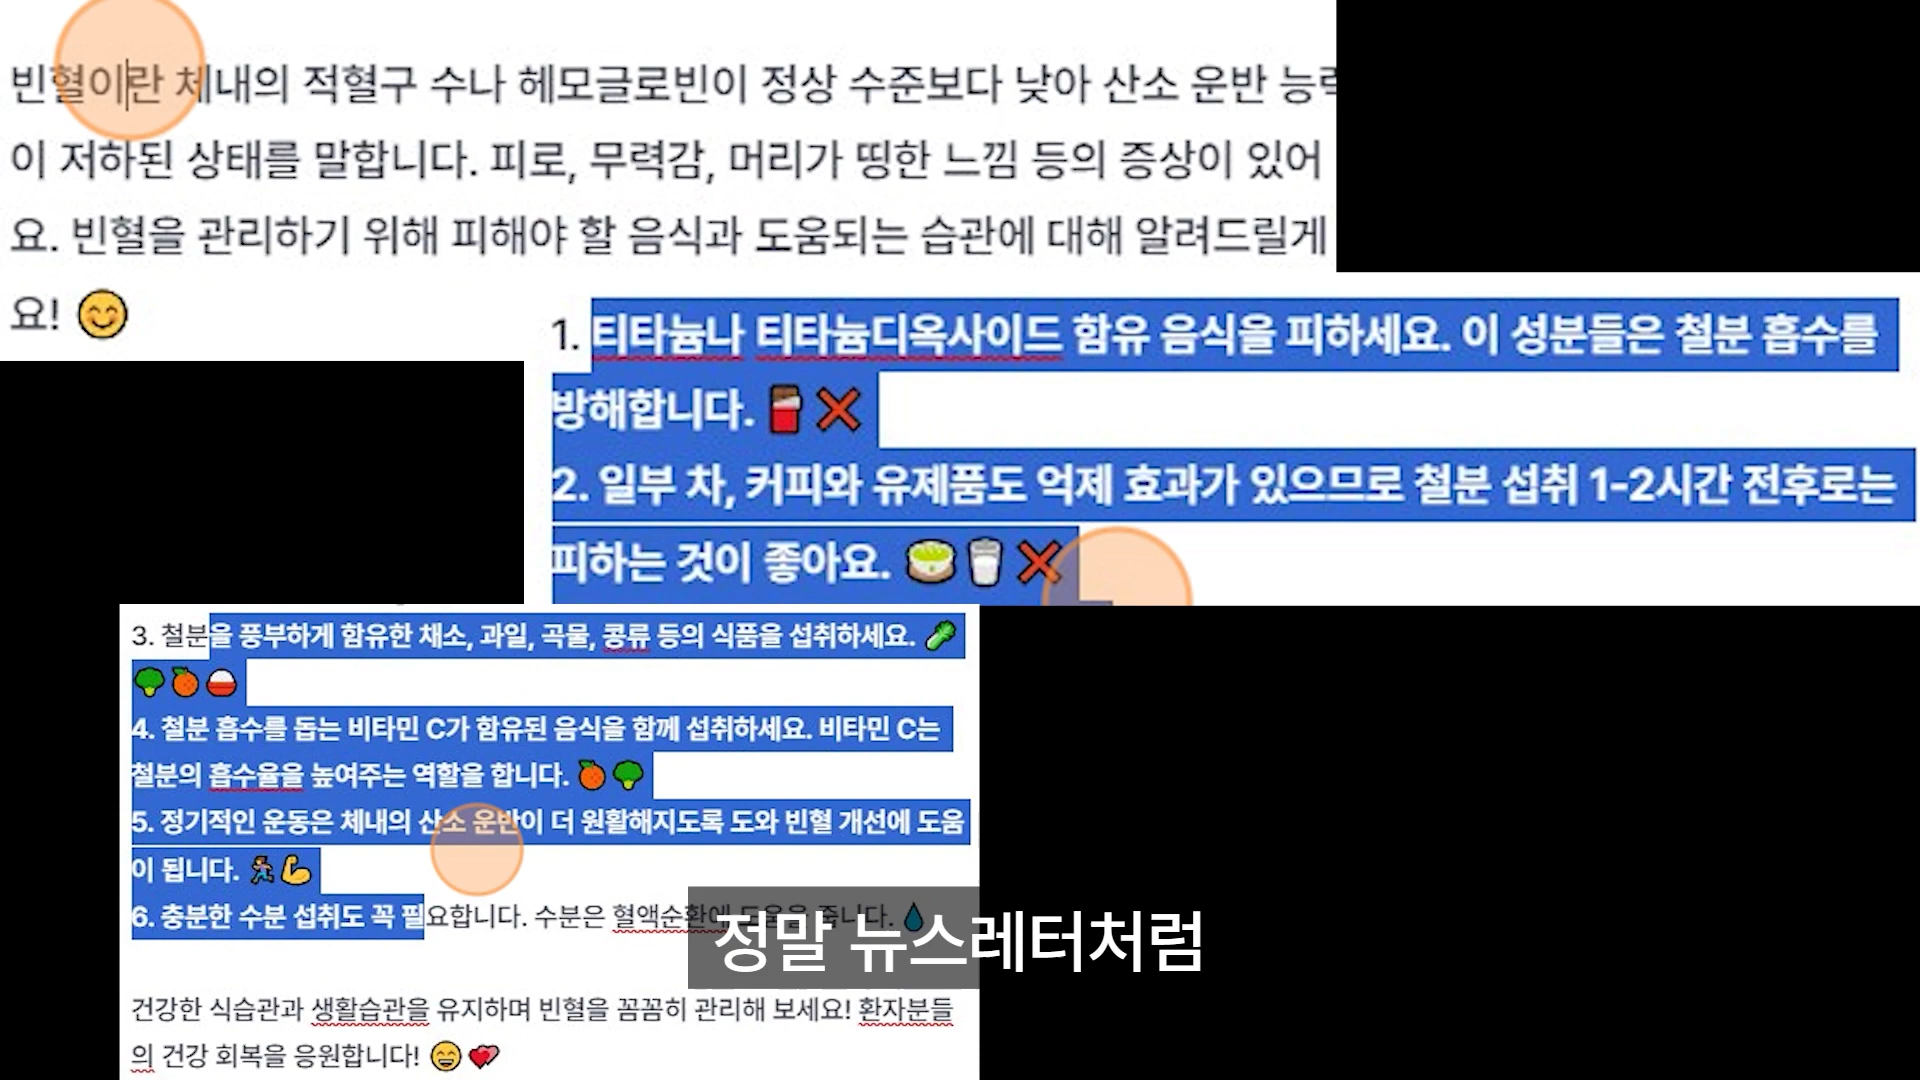 빈혈이란 체내의 적혈구 수나 헤모글로빈이 정상 수준보다 낮아 산소 운반 능력
이 저하된 상태를 말합니다. 피로, 무력감, 머리가 띵한 느낌 등의 증상이 있어
요. 빈혈을 관리하기 위해 피해야 할 음식과 도움되는 습관에 대해 알려드릴게
요! 😊
1. 티타늄나 티타늄디옥사이드 함유 음식을 피하세요. 이 성분들은 철분 흡수를
방해합니다. 🍫❌
2. 일부 차, 커피와 유제품도 억제 효과가 있으므로 철분 섭취 1-2시간 전후로는
피하는 것이 좋아요. 🍵🥛❌
3. 철분을 풍부하게 함유한 채소, 과일, 곡물, 콩류 등의 식품을 섭취하세요. 🥬
🥦🍊🍚
4. 철분 흡수를 돕는 비타민 C가 함유된 음식을 함께 섭취하세요. 비타민 C는
철분의 흡수율을 높여주는 역할을 합니다. 🍊🥦
5. 정기적인 운동은 체내의 산소 운반이 더 원활해지도록 도와 빈혈 개선에 도움
이 됩니다. 🏃💪
6. 충분한 수분 섭취도 꼭 필요합니다. 수분은 혈액순환에 도움을 줍니다. 💧
정말 뉴스레터처럼
건강한 식습관과 생활습관을 유지하며 빈혈을 꼼꼼히 관리해 보세요! 환자분들
의 건강 회복을 응원합니다! 😄💕